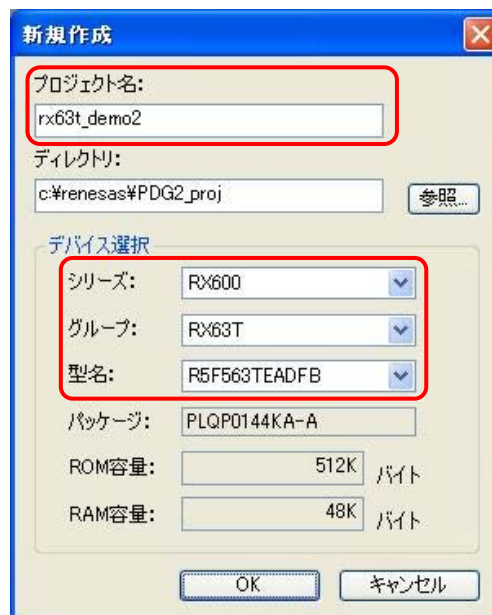 新規作成
プロジェクト名:
rx63t_demo2
ディレクトリ:
c:¥renesas¥PDG2_proj 参照...
デバイス選択
シリーズ: RX600
グループ: RX63T
型名: R5F563TEADFB
パッケージ: PLQP0144KA-A
ROM容量: 512K バイト
RAM容量: 48K バイト
OK キャンセル